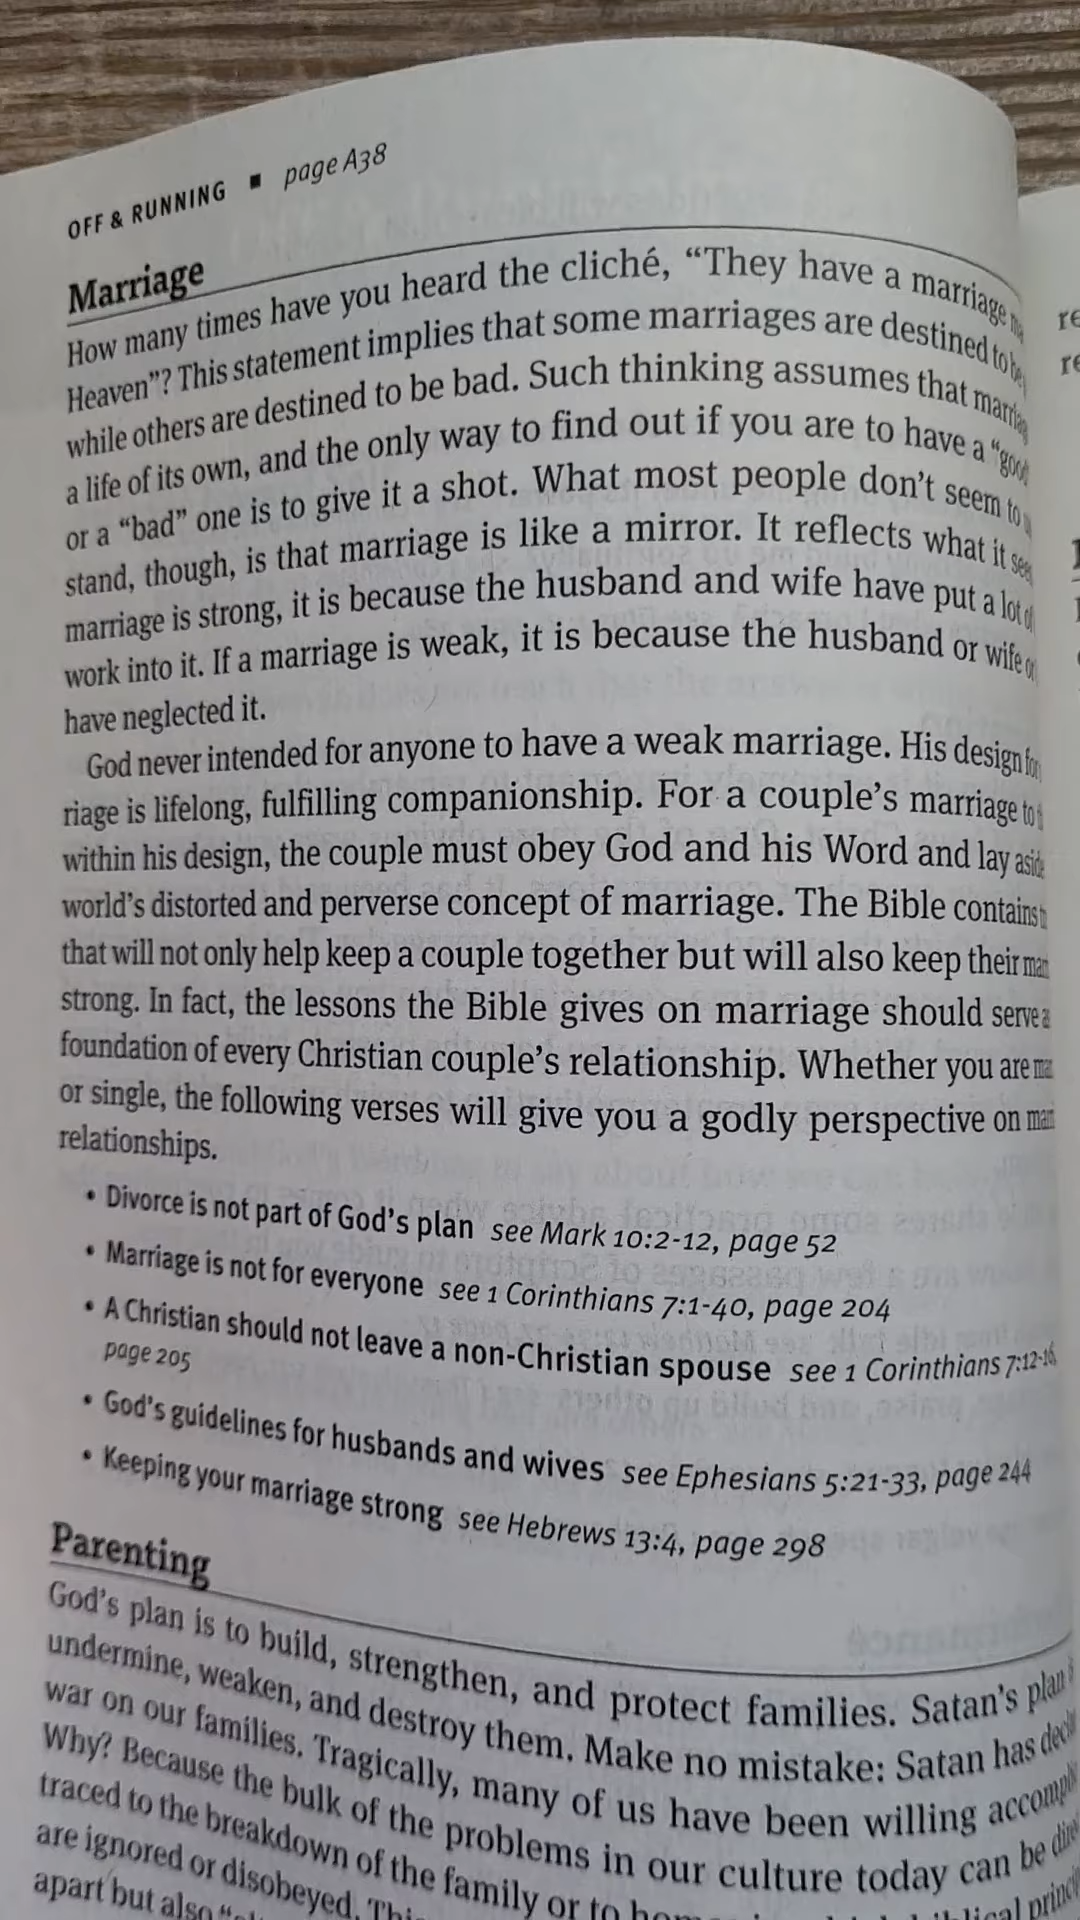 OFF & RUNNING ■ page A38
Marriage
How many times have you heard the cliché, “They have a marriage
Heaven”? This statement implies that some marriages are destined to be
while others are destined to be bad. Such thinking assumes that
a life of its own, and the only way to find out if you are to have a
or a “bad” one is to give it a shot. What most people don’t seem to
stand, though, is that marriage is like a mirror. It reflects what it
marriage is strong, it is because the husband and wife have put a lot of
work into it. If a marriage is weak, it is because the husband or wife
have neglected it.
God never intended for anyone to have a weak marriage. His design for
riage is lifelong, fulfilling companionship. For a couple’s marriage to
within his design, the couple must obey God and his Word and lay aside
world’s distorted and perverse concept of marriage. The Bible contains
that will not only help keep a couple together but will also keep their
strong. In fact, the lessons the Bible gives on marriage should serve
foundation of every Christian couple’s relationship. Whether you are
or single, the following verses will give you a godly perspective on
relationships.
• Divorce is not part of God’s plan see Mark 10:2-12, page 52
• Marriage is not for everyone see 1 Corinthians 7:1-40, page 204
• A Christian should not leave a non-Christian spouse see 1 Corinthians 7:12-16,
page 205
• God’s guidelines for husbands and wives see Ephesians 5:21-33, page 244
• Keeping your marriage strong see Hebrews 13:4, page 298
Parenting
God’s plan is to build, strengthen, and protect families. Satan’s plan
undermine, weaken, and destroy them. Make no mistake: Satan has
war on our families. Tragically, many of us have been willing
Why? Because the bulk of the problems in our culture today can be
traced to the breakdown of the family or to
are ignored or disobeyed.
apart but also